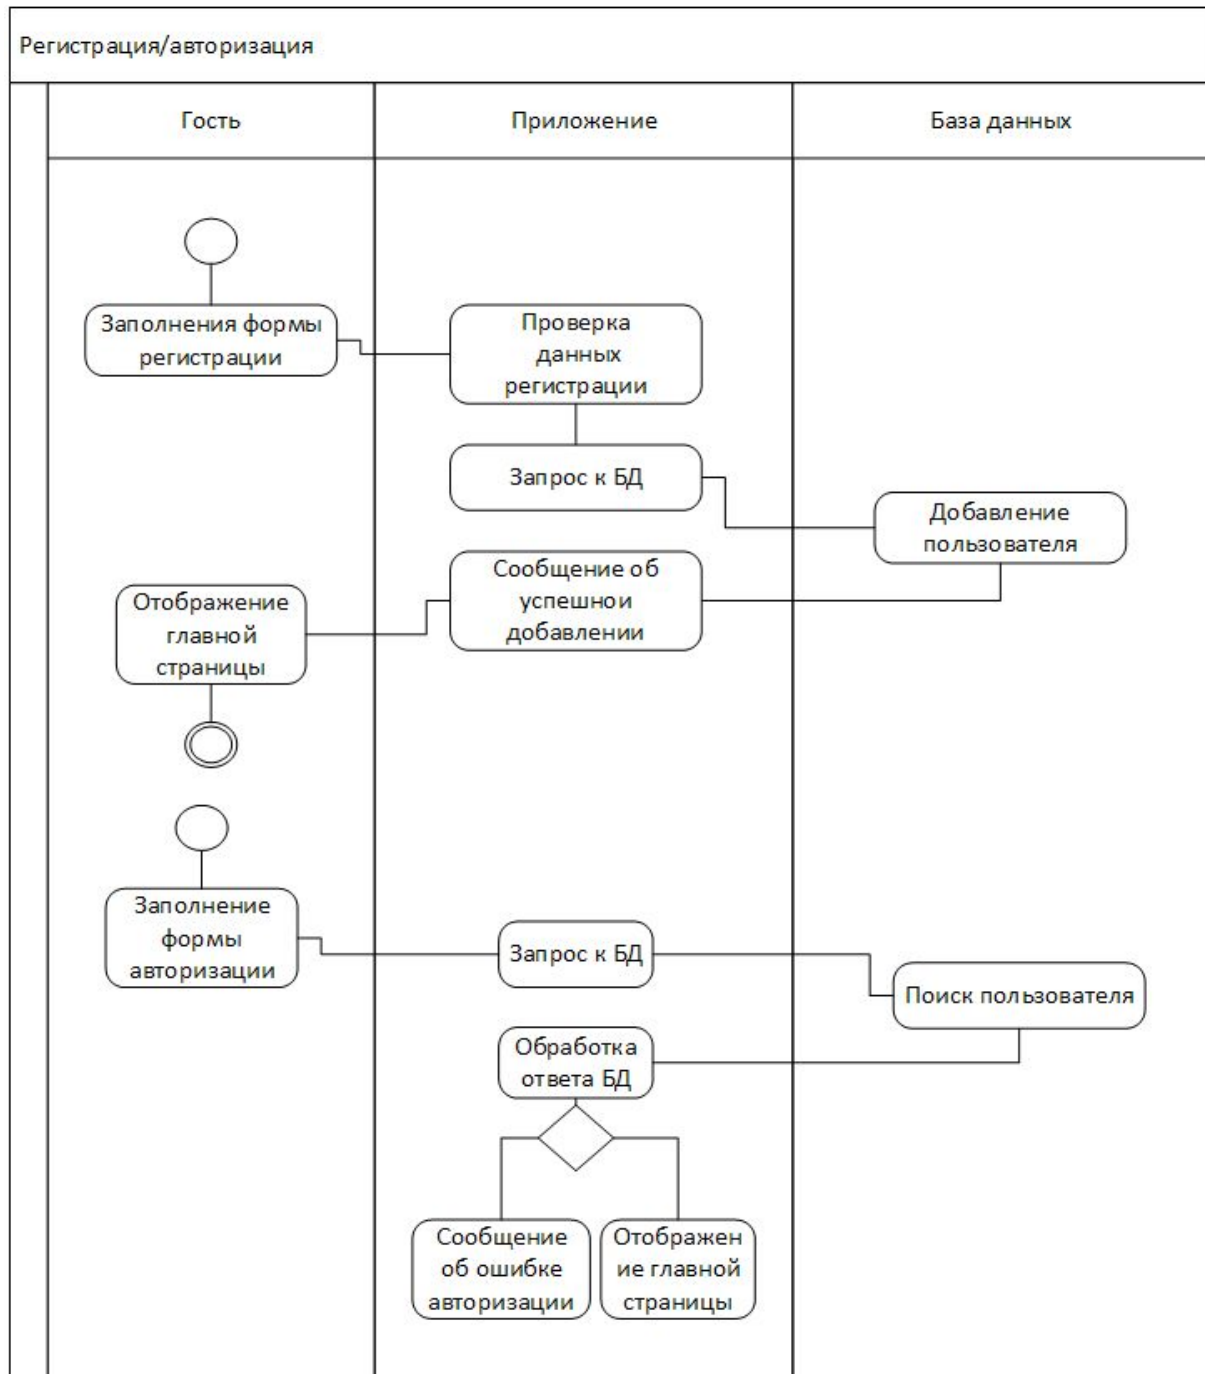 Регистрация/авторизация
Гость
Приложение
База данных
Заполнения формы
регистрации
Проверка
данных
регистрации
Запрос к БД
Добавление
пользователя
Сообщение об
успешнои
добавлении
Отображение
главной
страницы
Заполнение
формы
авторизации
Запрос к БД
Поиск пользователя
Обработка
ответа БД
Сообщение
об ошибке
авторизации
Отображен
ие главной
страницы